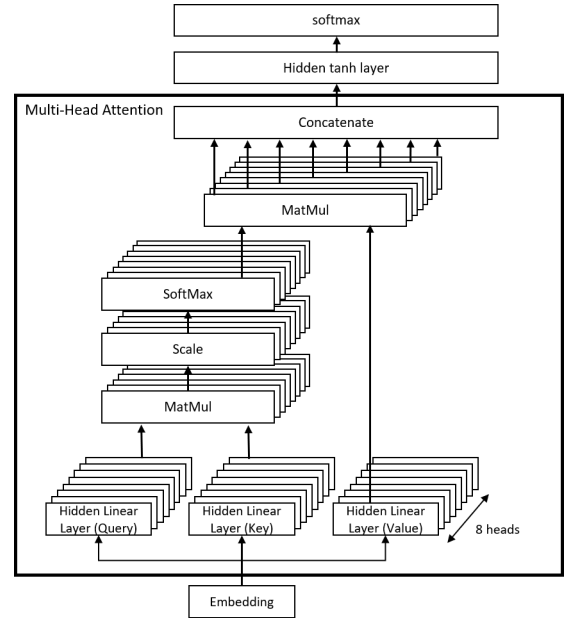 softmax
Hidden tanh layer
Multi-Head Attention
Concatenate
MatMul
SoftMax
Scale
MatMul
Hidden Linear
Layer (Query)
Hidden Linear
Layer (Key)
Hidden Linear
Layer (Value)
8 heads
Embedding